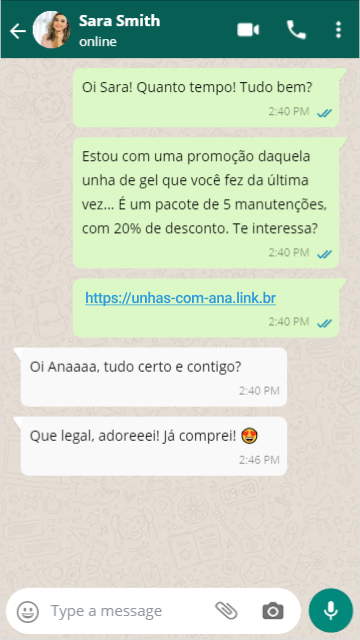 Sara Smith
online
Oi Sara! Quanto tempo! Tudo bem?
2:40 PM
Estou com uma promoção daquela
unha de gel que você fez da última
vez... É um pacote de 5 manutenções,
com 20% de desconto. Te interessa?
2:40 PM
https://unhas-com-ana.link.br
2:40 PM
Oi Anaaaa, tudo certo e contigo?
2:40 PM
Que legal, adoreeei! Já comprei! 😍
2:46 PM
Type a message